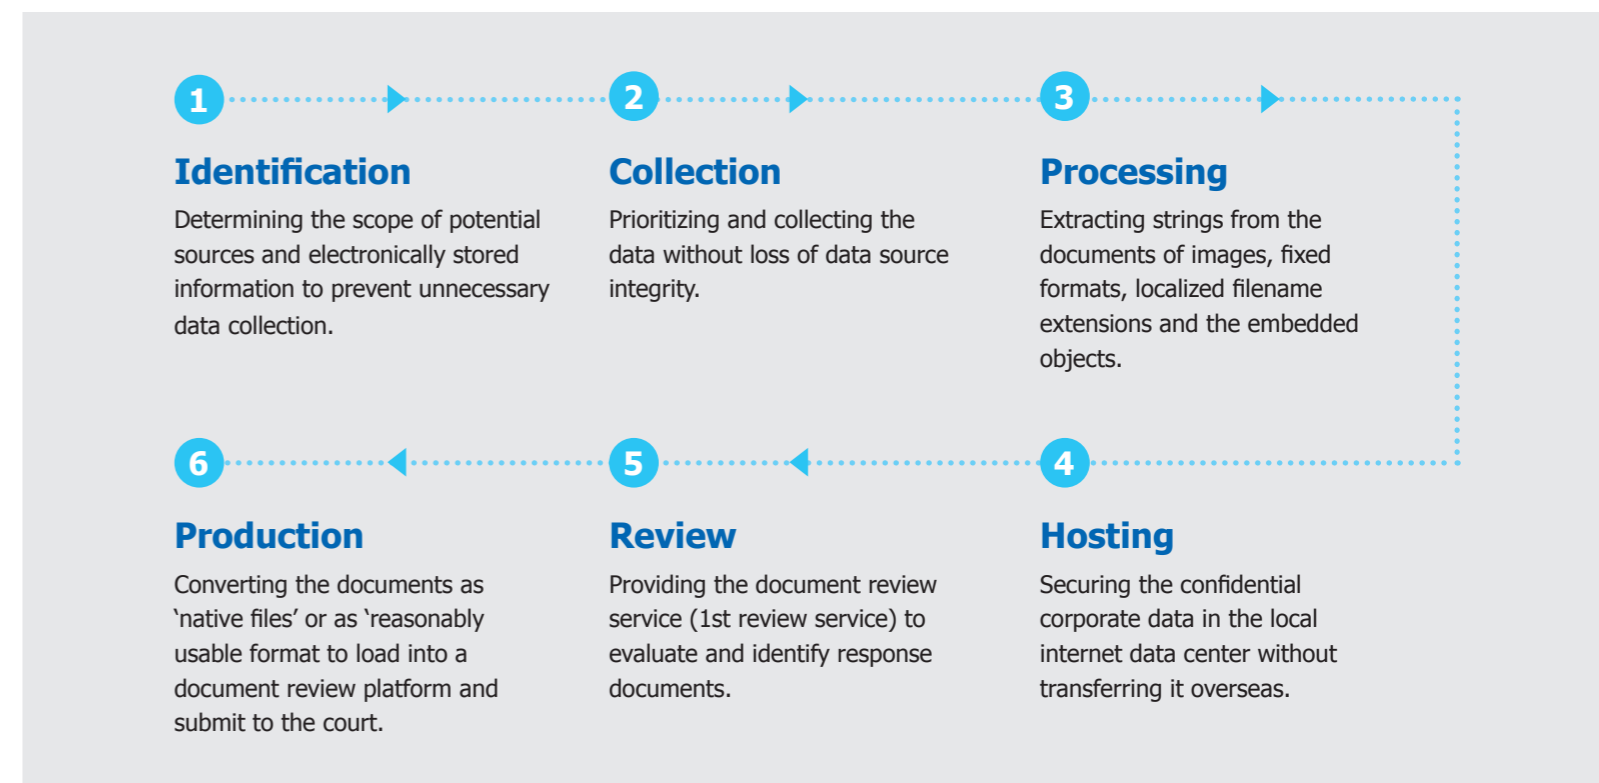 1
Identification
Determining the scope of potential
sources and electronically stored
information to prevent unnecessary
data collection.
2
Collection
Prioritizing and collecting the
data without loss of data source
integrity.
3
Processing
Extracting strings from the
documents of images, fixed
formats, localized filename
extensions and the embedded
objects.
4
Hosting
Securing the confidential
corporate data in the local
internet data center without
transferring it overseas.
5
Review
Providing the document review
service (1st review service) to
evaluate and identify response
documents.
6
Production
Converting the documents as
‘native files’ or as ‘reasonably
usable format to load into a
document review platform and
submit to the court.